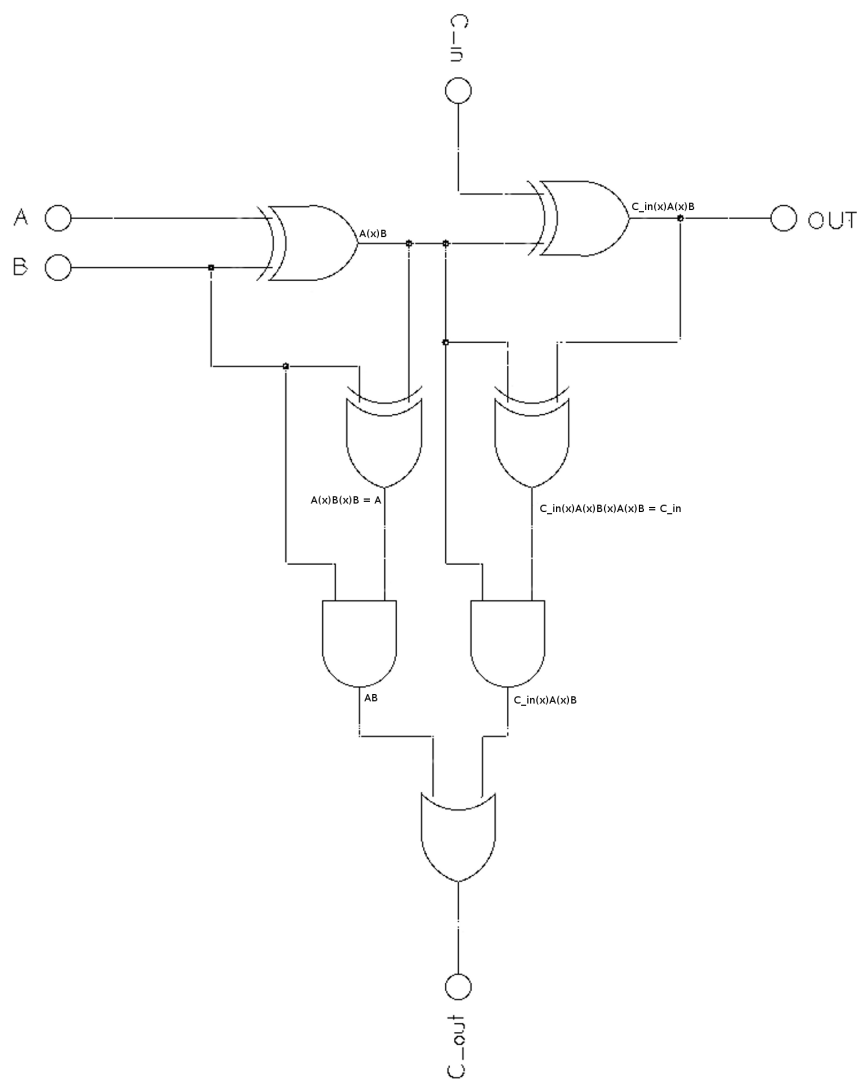 C_in
C_in(x)A(x)B
A
A(x)B
OUT
B
A(x)B(x)B = A
C_in(x)A(x)B(x)A(x)B = C_in
AB
C_in(x)A(x)B
C_out